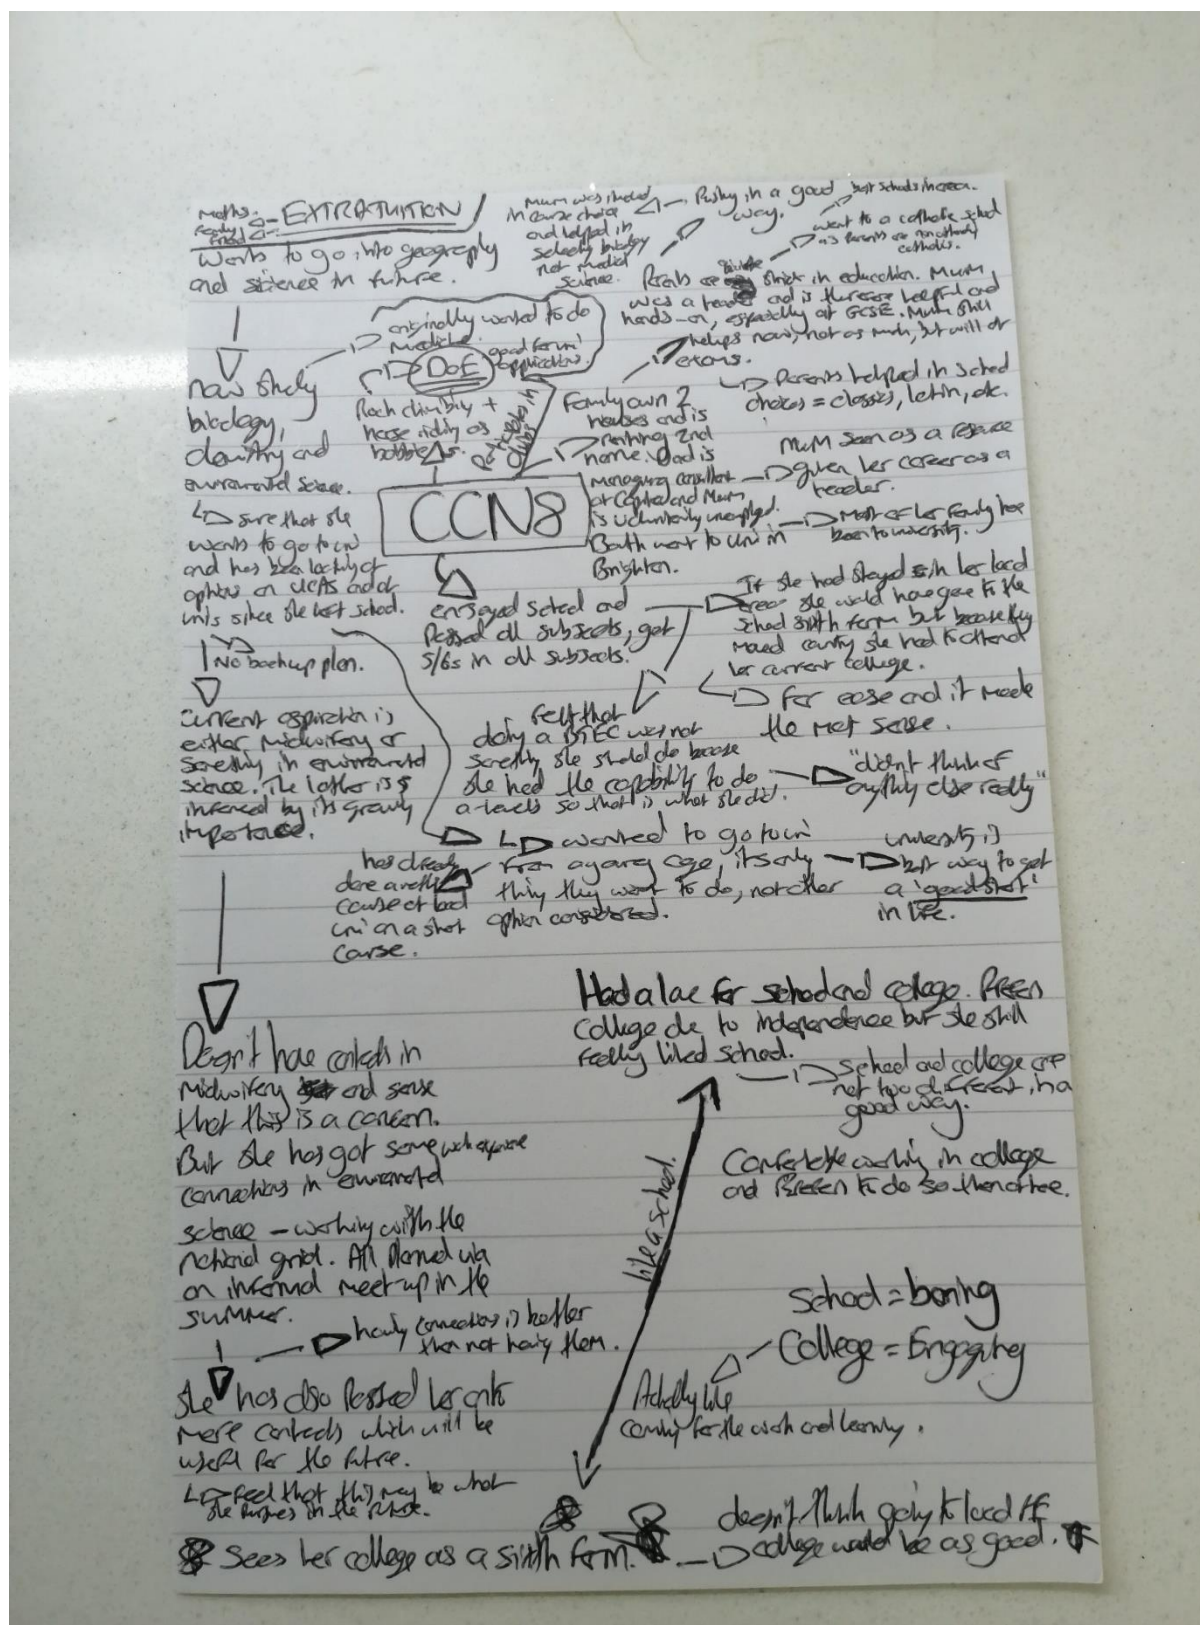 Maths.
Family
friend
EXTRA TUITION
Wants to go into geography
and science in future.
Mum was involved
in course choice
and helped in
selecting biology
not medical
science.
Pushy in a good
way.
best schools in area.
went to a catholic school
as parents are
catholics.
Parents are strict in education. Mum
was a teacher and is therefore helpful and
hands-on, especially at GCSE. Mum still
helps now, not as much, but will at
exams.
Parents helped in school
choices = classics, latin, etc.
originally wanted to do
medicine.
DofE
good for uni
applications.
Rock climbing +
horse riding as
hobbies.
now study
biology,
chemistry and
environmental science.
sure that she
wants to go to uni
and has been looking at
options on UCAS and at
unis since she left school.
No backup plan.
Family own 2
houses and is
renting 2nd
home. Dad is
managing consultant
at Capita and Mum
is voluntarily unemployed.
Both went to uni in
Brighton.
Mum seen as a resource
given her career as a
teacher.
Most of her family have
been to university.
CCN8
enjoyed school and
passed all subjects, got
5/6s in all subjects.
If she had stayed in her local
area she would have gone to the
school sixth form but because they
moved county she had to attend
her current college.
for ease and it made
the most sense.
Current aspiration is
either midwifery or
something in environmental
science. The latter is
influenced by its growing
importance.
felt that
doing a BTEC was not
something she should do because
she had the capability to do
a-levels so that is what she did.
"didn't think of
anything else really"
wanted to go to uni
from a young age, its only
thing they want to do, not other
option considered.
university is
best way to get
a 'good start'
in life.
has already
done another
course at local
uni on a short
course.
Had a love for school and college. Prefers
college due to independence but she still
really liked school.
School and college are
not too different, in a
good way.
Doesn't have contacts in
midwifery and sense
that this is a concern.
But she has got some work experience
connections in environmental
science - working with the
national grid. All planned via
an informal meet-up in the
summer.
having connections is better
than not having them.
Comfortable working in college
and prefers to do so than at home.
like a school.
School = boring
College = Engaging
Actually like
coming for the work and learning.
She has also passed her onto
more contacts which will be
useful for the future.
feel that this may be what
she pursues in the future.
Sees her college as a sixth form.
doesn't think going to local FE
college would be as good.